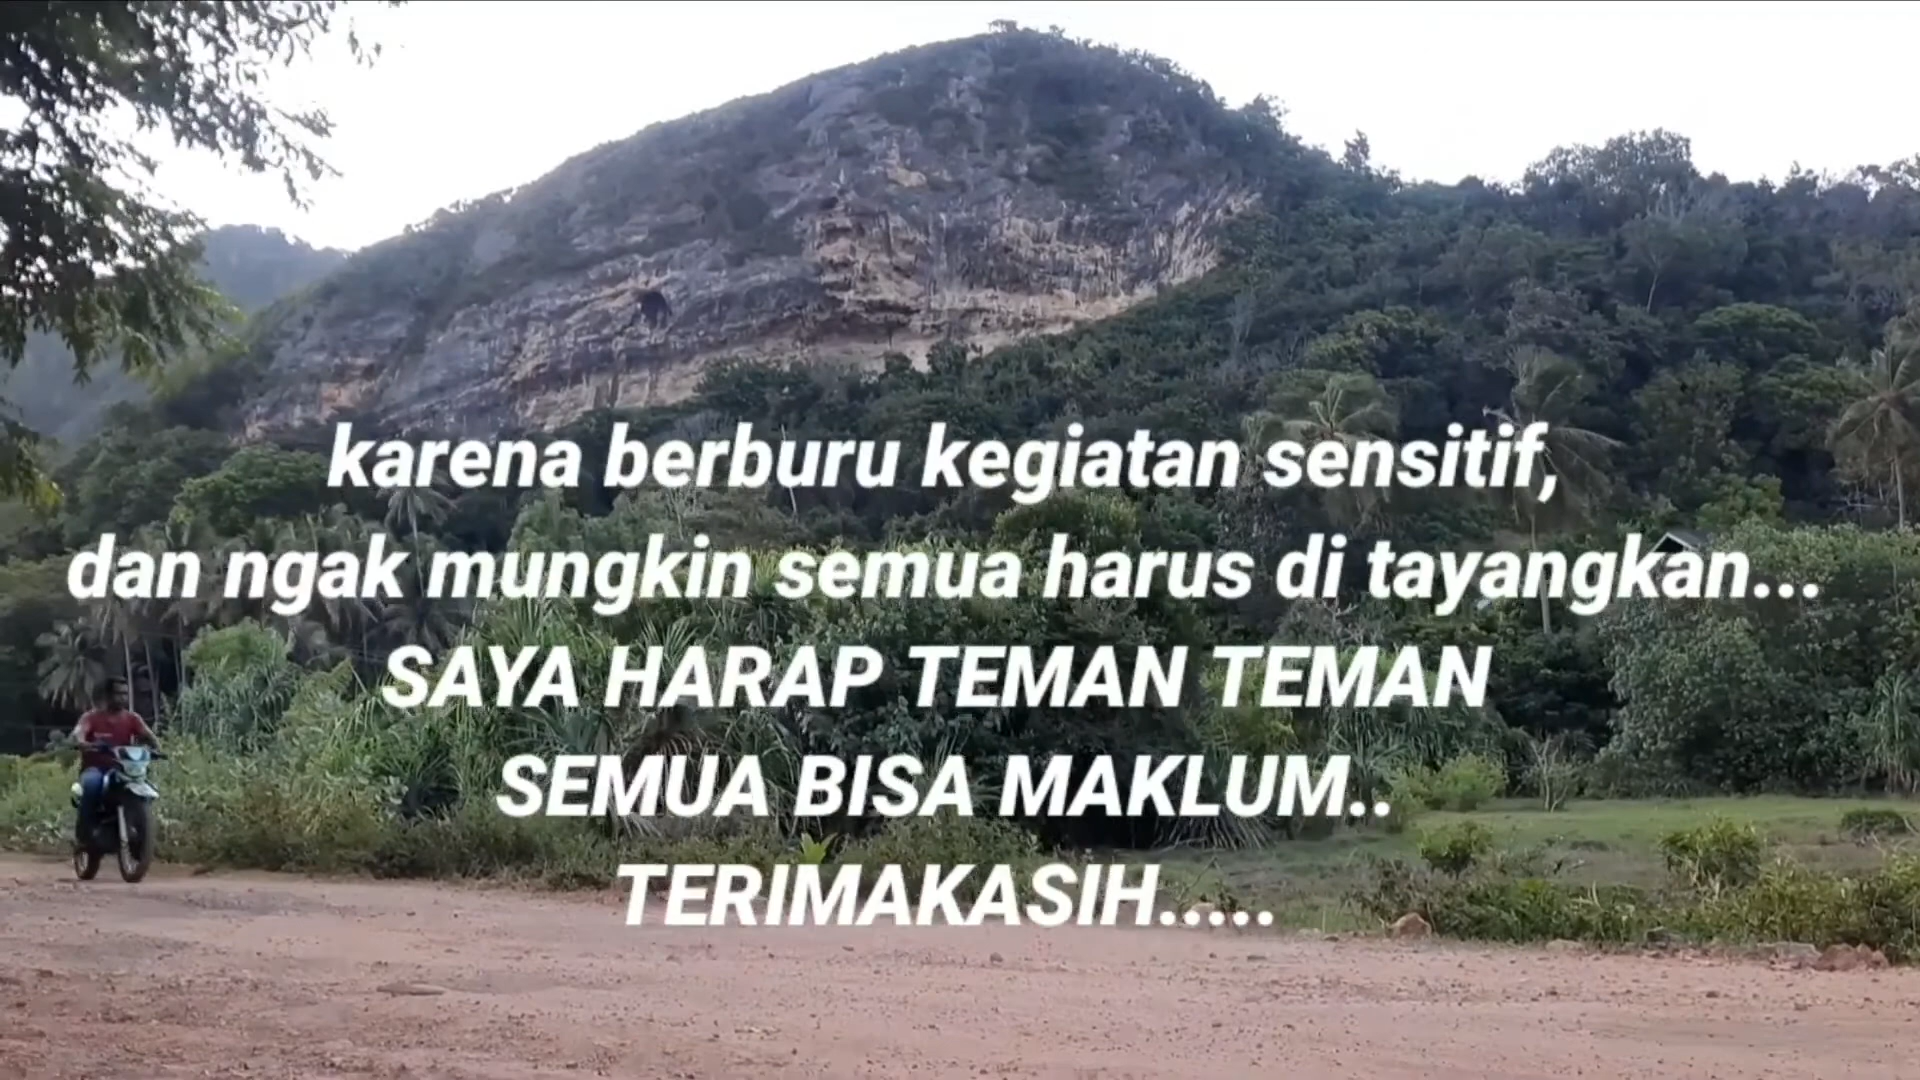 karena berburu kegiatan sensitif,
dan ngak mungkin semua harus di tayangkan...
SAYA HARAP TEMAN TEMAN
SEMUA BISA MAKLUM..
TERIMAKASIH.....